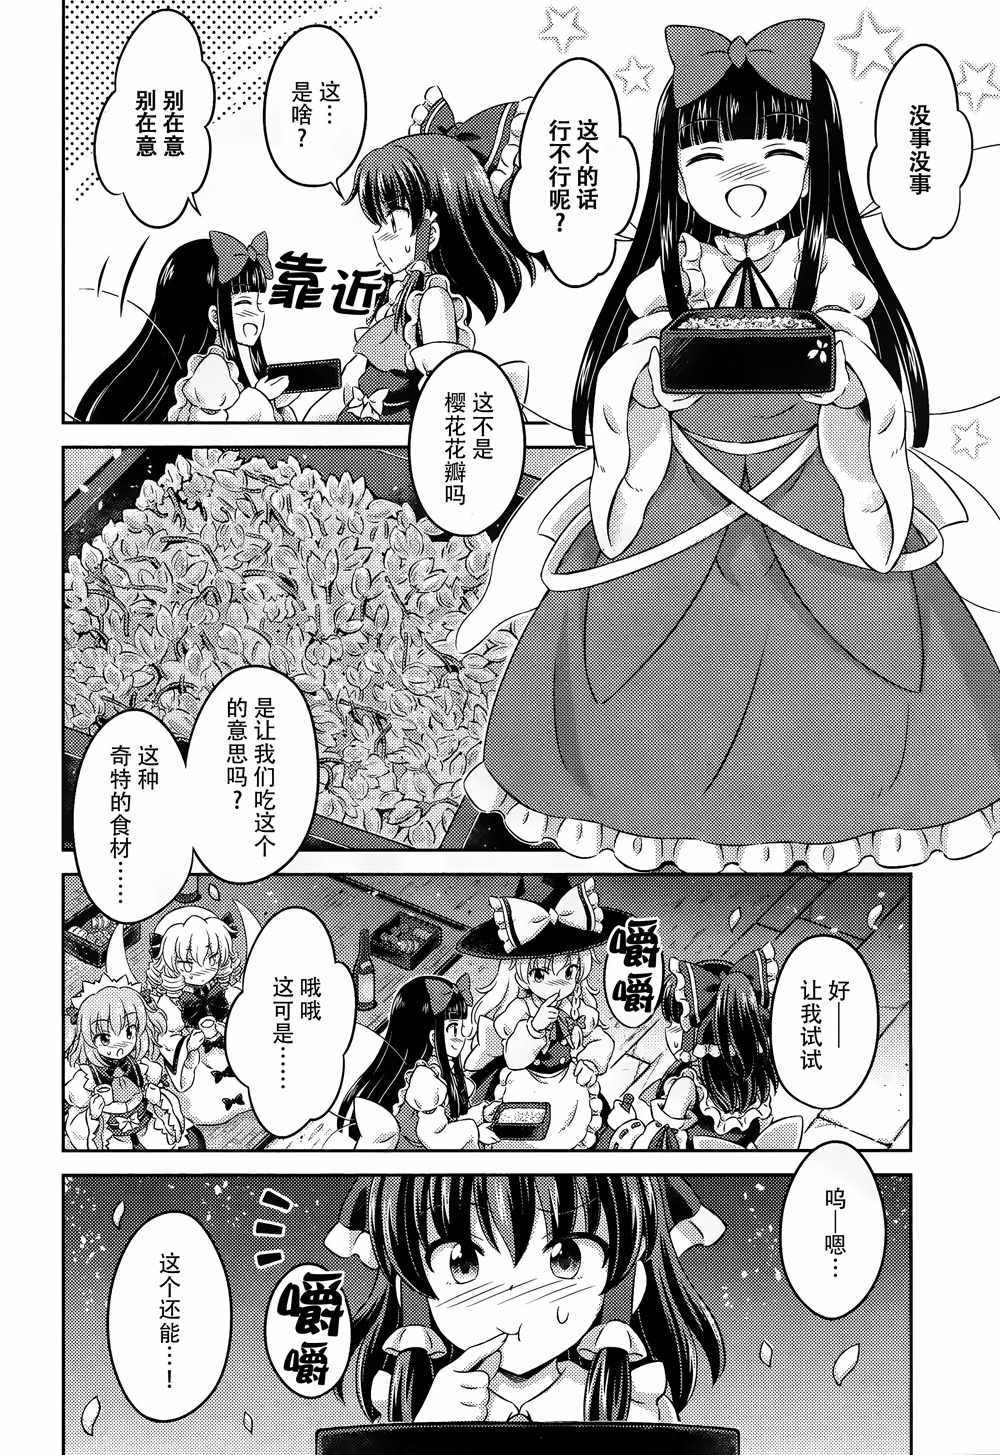 没事没事
这个的话
行不行呢？
这…
是啥？
别在意
别在意
靠近
这不是
樱花花瓣吗
是让我们吃这个
的意思吗？
这种
奇特的食材……
好——
让我试试
嚼
嚼
哦哦
这可是……
呜—嗯…
嚼
嚼
这个还能…！